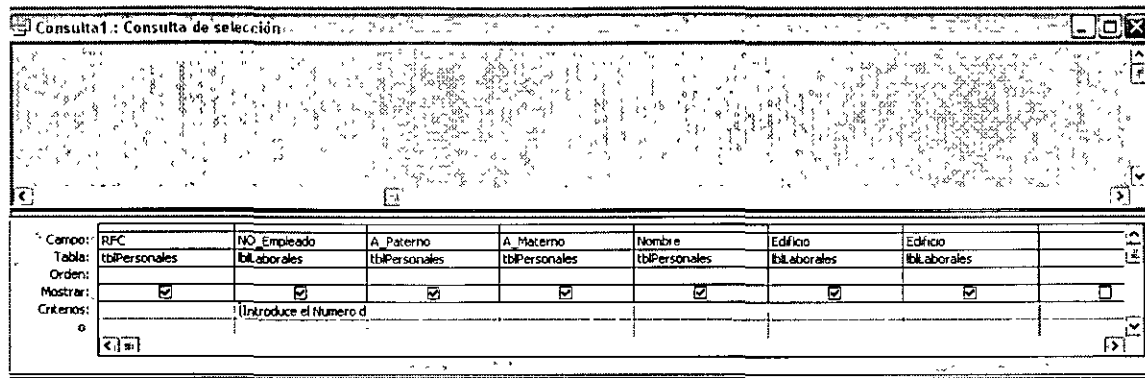 Consulta1 : Consulta de selección
Campo: RFC NO_Empleado A_Paterno A_Materno Nombre Edificio Edificio
Tabla: tblPersonales tblLaborales tblPersonales tblPersonales tblPersonales tblLaborales tblLaborales
Orden:
Mostrar:
Criterios: [Introduce el Numero d
o